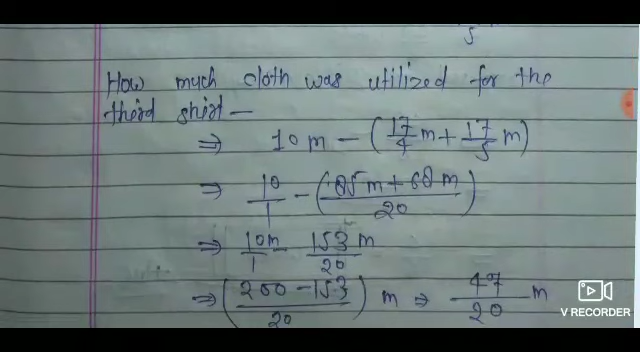 5
How much cloth was utilized for the
third shirt —
⇒ 10 m - (17/4 m + 17/5 m)
⇒ 10/1 - (85 m + 68 m / 20)
⇒ 10m/1 - 153/20 m
⇒ (200 - 153 / 20) m ⇒ 47/20 m
V RECORDER